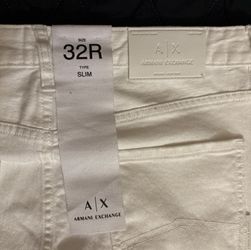 SIZE
32R
TYPE
SLIM
A|X
ARMANI EXCHANGE
A|X
ARMANI EXCHANGE